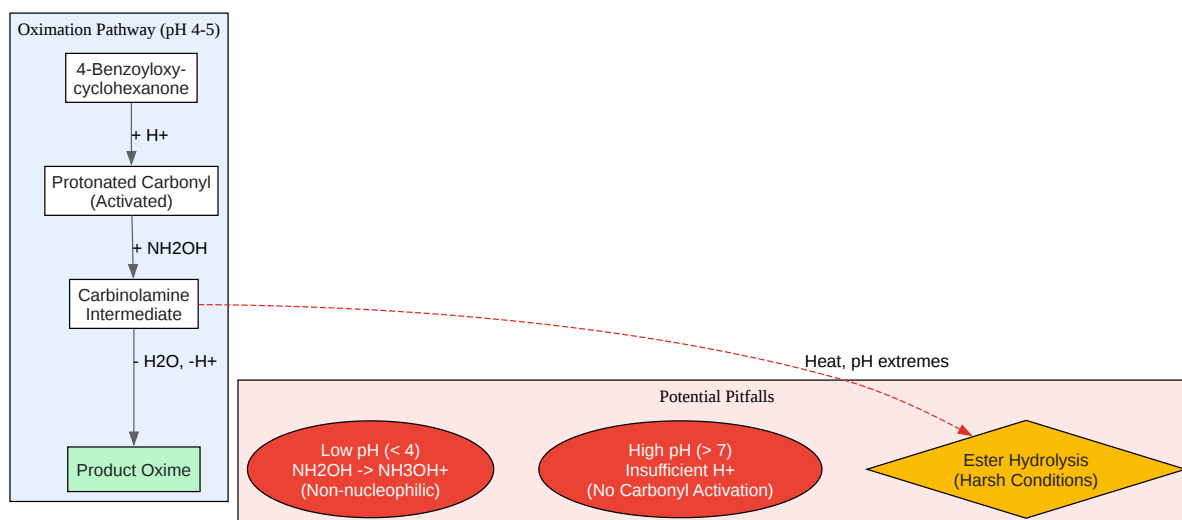 Oximation Pathway (pH 4-5)
4-Benzoyloxy-
cyclohexanone
+ H+
Protonated Carbonyl
(Activated)
+ NH2OH
Carbinolamine
Intermediate
- H2O, -H+
Product Oxime
Heat, pH extremes
Potential Pitfalls
Low pH (< 4)
NH2OH -> NH3OH+
(Non-nucleophilic)
High pH (> 7)
Insufficient H+
(No Carbonyl Activation)
Ester Hydrolysis
(Harsh Conditions)